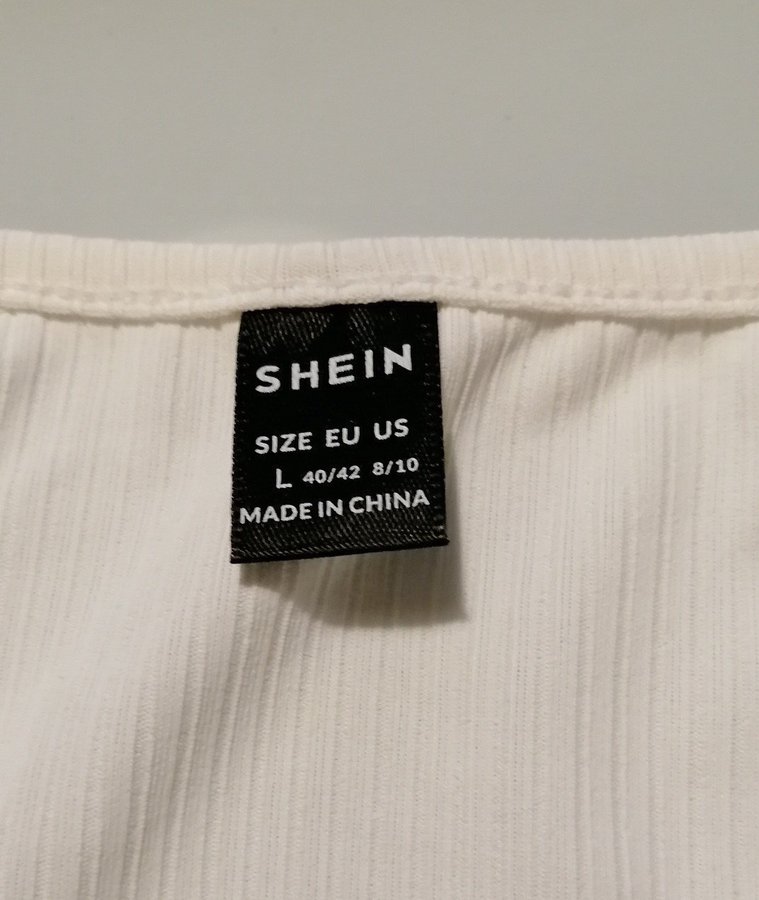 SHEIN
SIZE EU US
L 40/42 8/10
MADE IN CHINA